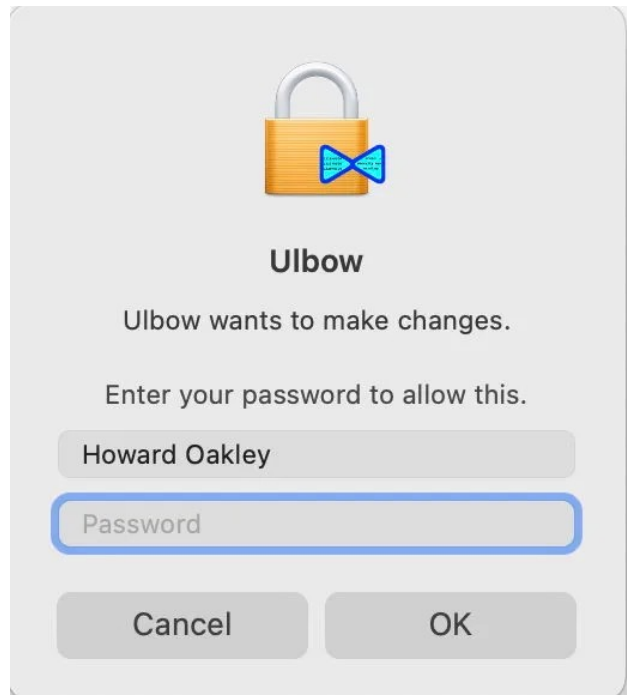 Ulbow
Ulbow wants to make changes.
Enter your password to allow this.
Howard Oakley
Password
Cancel
OK